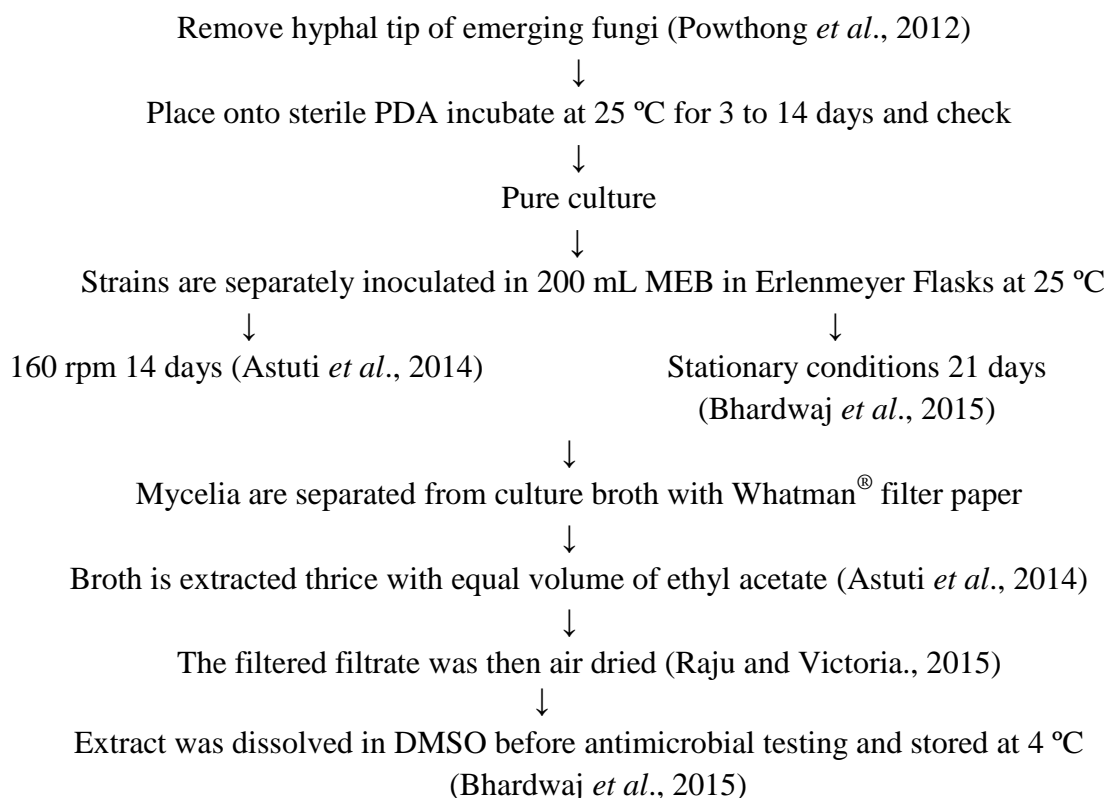 Remove hyphal tip of emerging fungi (Powthong et al., 2012)
↓
Place onto sterile PDA incubate at 25 ºC for 3 to 14 days and check
↓
Pure culture
↓
Strains are separately inoculated in 200 mL MEB in Erlenmeyer Flasks at 25 ºC
↓ ↓
160 rpm 14 days (Astuti et al., 2014) Stationary conditions 21 days
(Bhardwaj et al., 2015)
↓
Mycelia are separated from culture broth with Whatman® filter paper
↓
Broth is extracted thrice with equal volume of ethyl acetate (Astuti et al., 2014)
↓
The filtered filtrate was then air dried (Raju and Victoria., 2015)
↓
Extract was dissolved in DMSO before antimicrobial testing and stored at 4 ºC
(Bhardwaj et al., 2015)